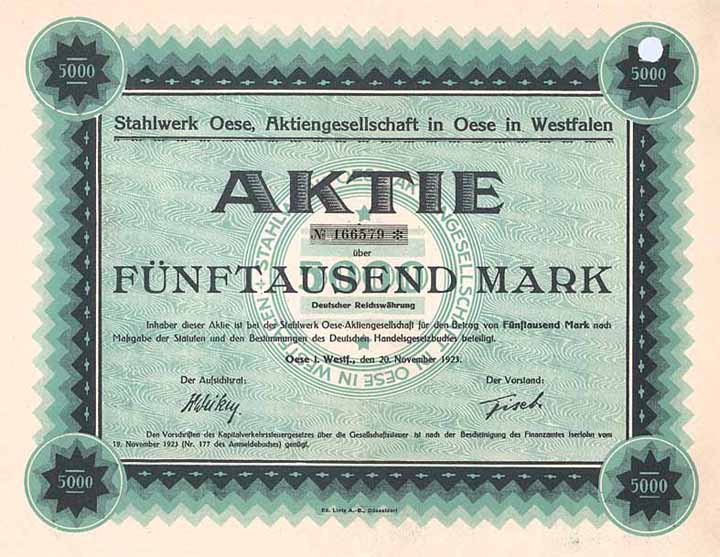 5000
5000
Stahlwerk Oese, Aktiengesellschaft in Oese in Westfalen
AKTIE
№ 166579 ✻
über
FÜNFTAUSEND MARK
Deutscher Reichswährung
Inhaber dieser Aktie ist bei der Stahlwerk Oese-Aktiengesellschaft für den Betrag von Fünftausend Mark nach
Maßgabe der Statuten und den Bestimmungen des Deutschen Handelsgesetzbuches beteiligt.
Oese i. Westf., den 20. November 1923.
Der Aufsichtsrat:
Der Vorstand:
Den Vorschriften des Kapitalverkehrssteuergesetzes über die Gesellschaftssteuer ist nach der Bescheinigung des Finanzamtes Iserlohn vom
19. November 1923 (Nr. 177 des Anmeldebuches) genügt.
5000
5000
Ed. Lintz A.-G., Düsseldorf